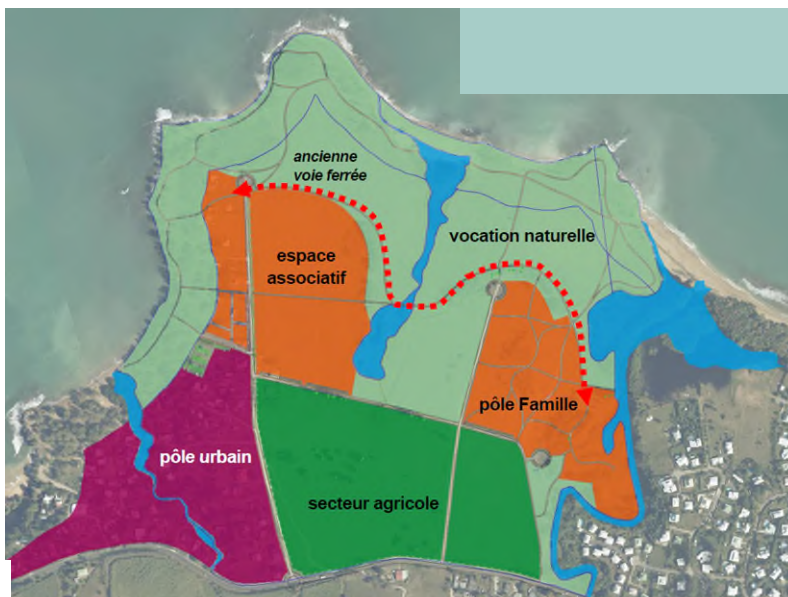 ancienne
voie ferrée
vocation naturelle
espace
associatif
pôle Famille
pôle urbain
secteur agricole